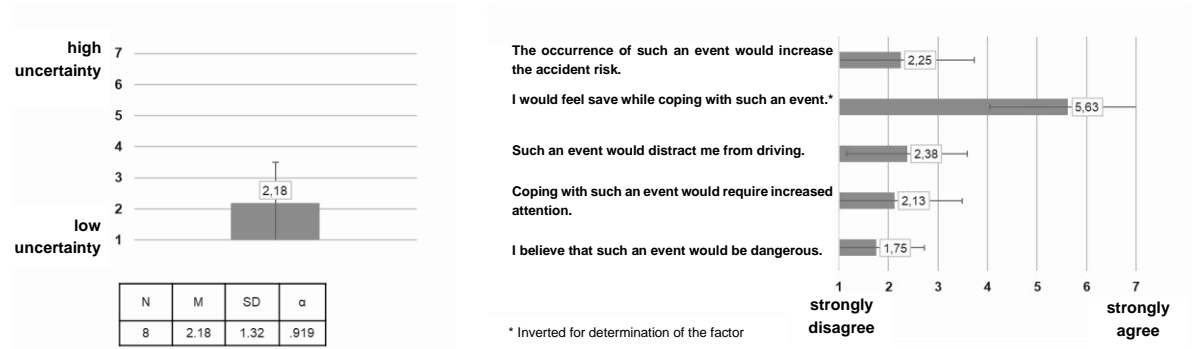 high
uncertainty
7
6
5
4
3
2
1
2,18
low
uncertainty
N M SD α
8 2.18 1.32 .919
The occurrence of such an event would increase
the accident risk.
2,25
I would feel save while coping with such an event.*
5,63
Such an event would distract me from driving.
2,38
Coping with such an event would require increased
attention.
2,13
I believe that such an event would be dangerous.
1,75
1 2 3 4 5 6 7
strongly
disagree
strongly
agree
* Inverted for determination of the factor